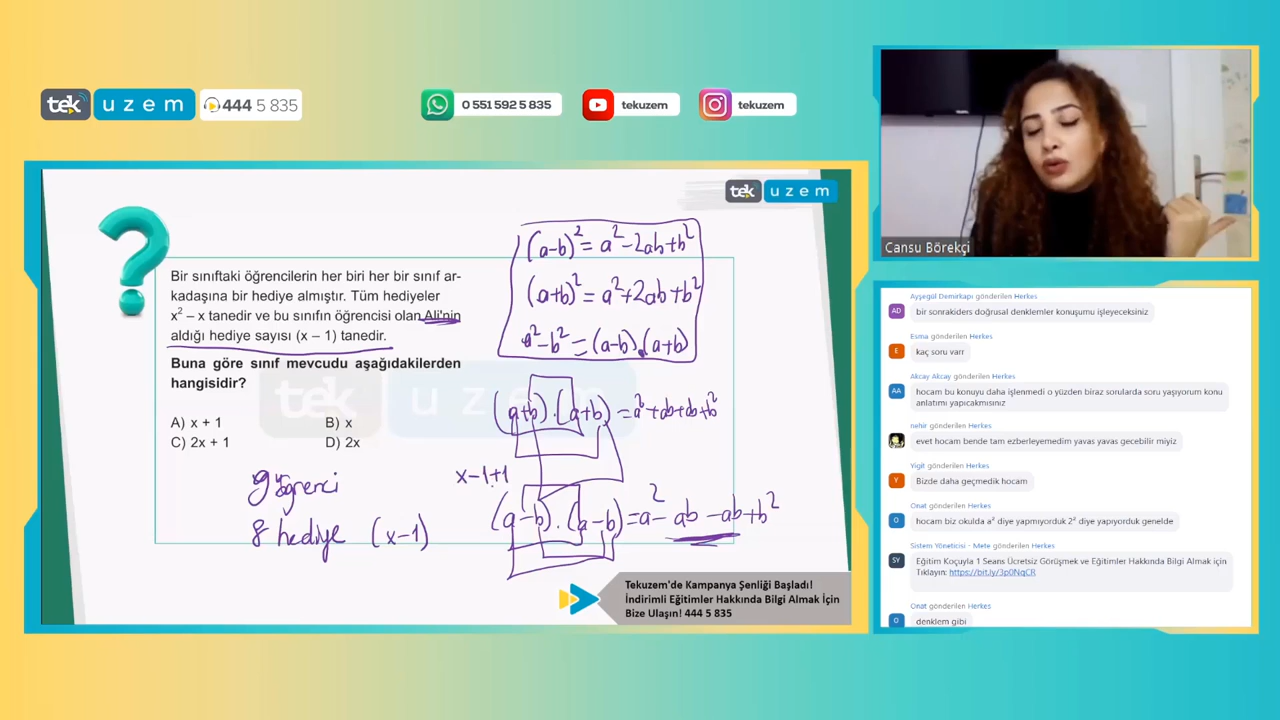 tek uzem 444 5 835
0 551 592 5 835
tekuzem
tekuzem
Cansu Börekçi
tek uzem
Bir sınıftaki öğrencilerin her biri her bir sınıf ar-
kadaşına bir hediye almıştır. Tüm hediyeler
x² – x tanedir ve bu sınıfın öğrencisi olan Ali'nin
aldığı hediye sayısı (x – 1) tanedir.
Buna göre sınıf mevcudu aşağıdakilerden
hangisidir?
A) x + 1 B) x
C) 2x + 1 D) 2x
9 öğrenci
8 hediye (x-1)
x-1+1
(a-b)² = a²-2ab+b²
(a+b)² = a²+2ab+b²
a²-b² = (a-b).(a+b)
(a+b).(a+b) = a²+ab+ab+b²
(a-b).(a-b) = a²-ab-ab+b²
tek uzem
Tekuzem'de Kampanya Şenliği Başladı!
İndirimli Eğitimler Hakkında Bilgi Almak İçin
Bize Ulaşın! 444 5 835
Ayşegül Demirkapı gönderilen Herkes
AD
bir sonrakiders doğrusal denklemler konuşumu işleyeceksiniz
Esma gönderilen Herkes
E
kaç soru varr
Akcay Akcay gönderilen Herkes
AA
hocam bu konuyu daha işlenmedi o yüzden biraz sorularda soru yaşıyorum konu
anlatımı yapıcakmısınız
nehir gönderilen Herkes
evet hocam bende tam ezberleyemedim yavas yavas gecebilir miyiz
Yigit gönderilen Herkes
Y
Bizde daha geçmedik hocam
Onat gönderilen Herkes
O
hocam biz okulda a² diye yapmıyorduk 2² diye yapıyorduk genelde
Sistem Yöneticisi - Mete gönderilen Herkes
SY
Eğitim Koçuyla 1 Seans Ücretsiz Görüşmek ve Eğitimler Hakkında Bilgi Almak için
Tıklayın: https://bit.ly/3p0NqCR
Onat gönderilen Herkes
O
denklem gibi